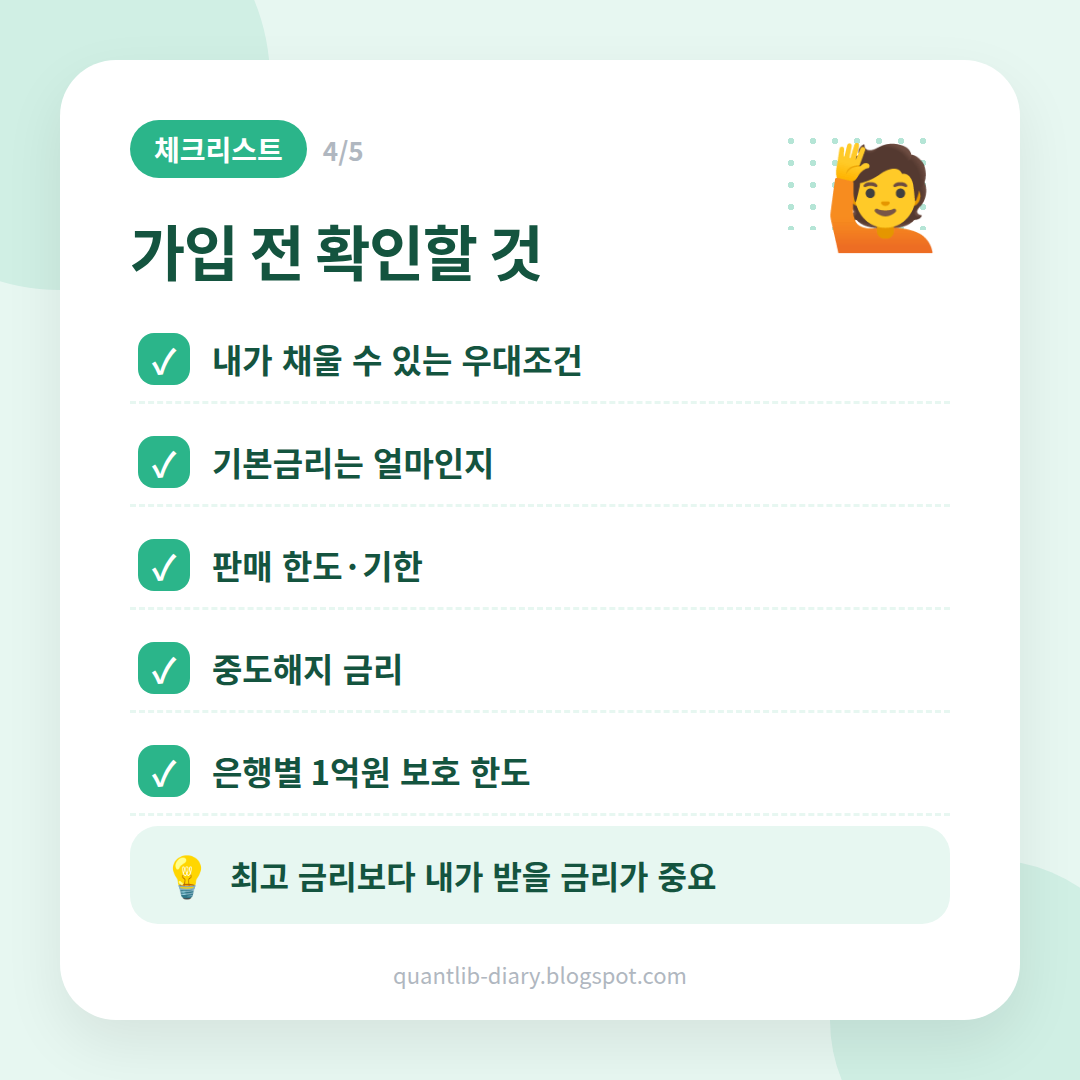 체크리스트 4/5
가입 전 확인할 것
✓ 내가 채울 수 있는 우대조건
✓ 기본금리는 얼마인지
✓ 판매 한도·기한
✓ 중도해지 금리
✓ 은행별 1억원 보호 한도
💡 최고 금리보다 내가 받을 금리가 중요
quantlib-diary.blogspot.com